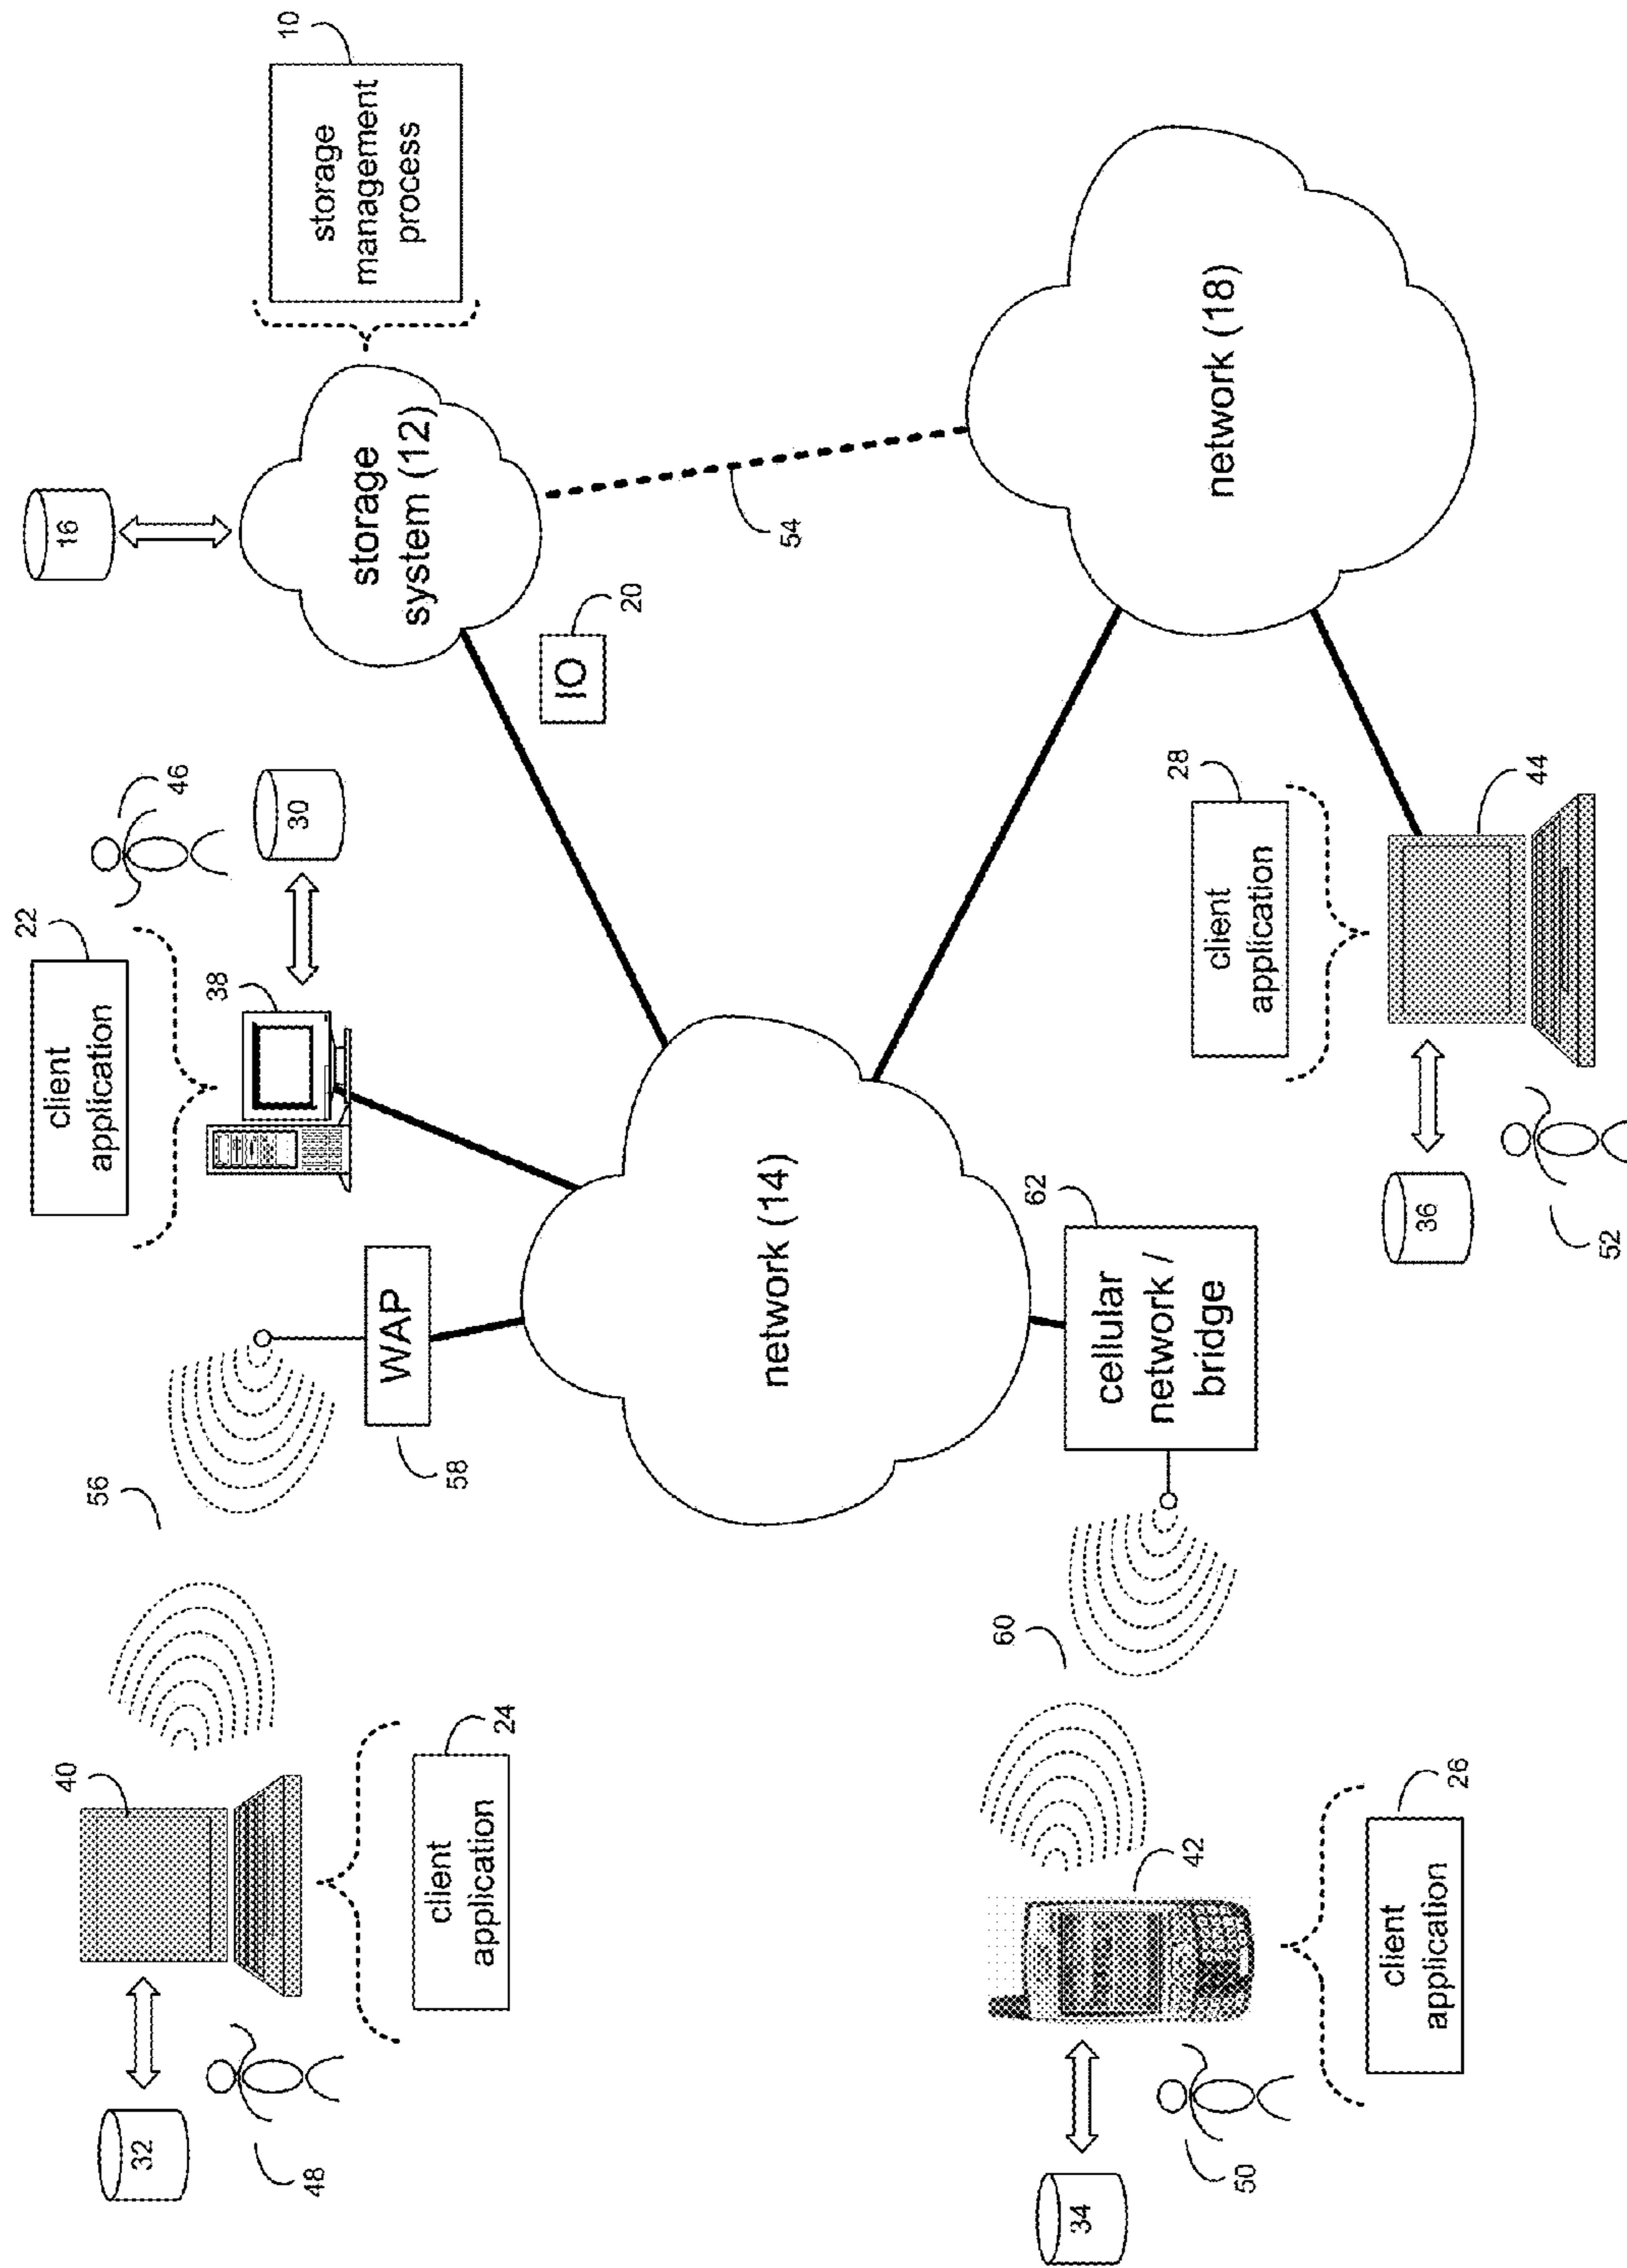 32
48
40
client
application
24
56
WAP
58
client
application
22
38
46
30
16
storage
system (12)
storage
management
process
10
IO
20
54
network (14)
network (18)
34
50
42
client
application
26
60
cellular
network /
bridge
62
client
application
28
36
52
44